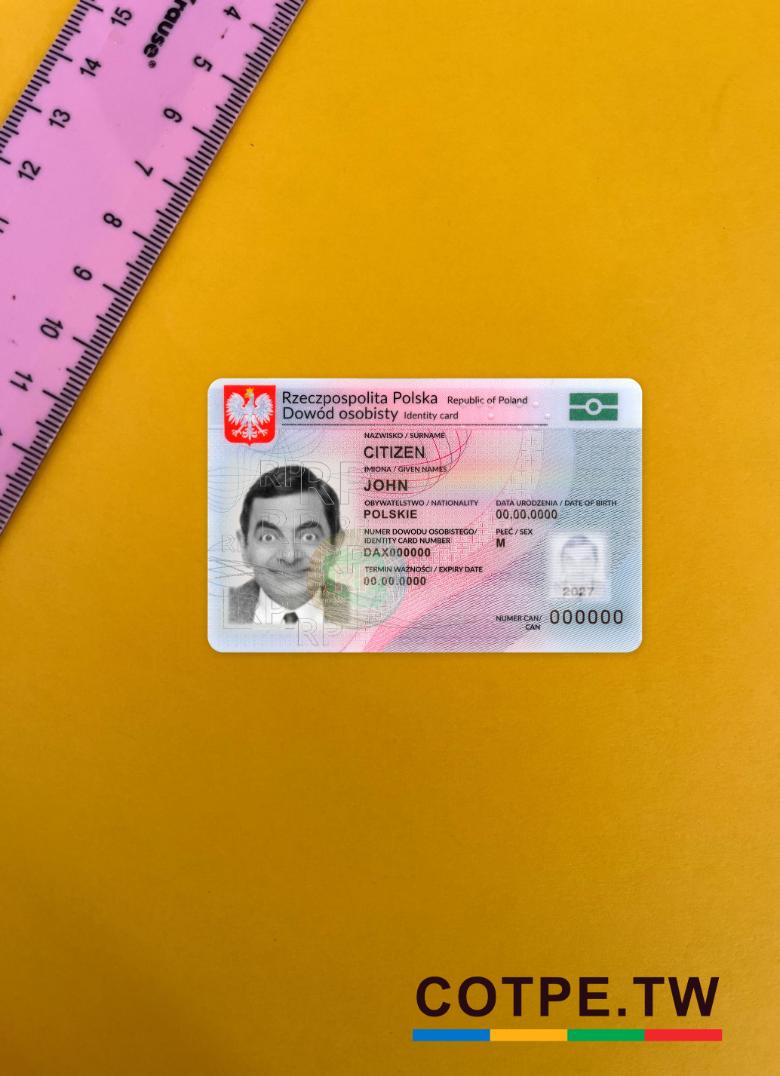 15
14
13
12
11
Krause®
4
5
6
7
8
9
10
11
Rzeczpospolita Polska Republic of Poland
Dowód osobisty Identity card
NAZWISKO / SURNAME
CITIZEN
IMIONA / GIVEN NAMES
JOHN
OBYWATELSTWO / NATIONALITY DATA URODZENIA / DATE OF BIRTH
POLSKIE 00.00.0000
NUMER DOWODU OSOBISTEGO/ PŁEĆ / SEX
IDENTITY CARD NUMBER M
DAX000000
TERMIN WAŻNOŚCI / EXPIRY DATE
00.00.0000
2027
NUMER CAN/ 000000
CAN
RP
COTPE.TW